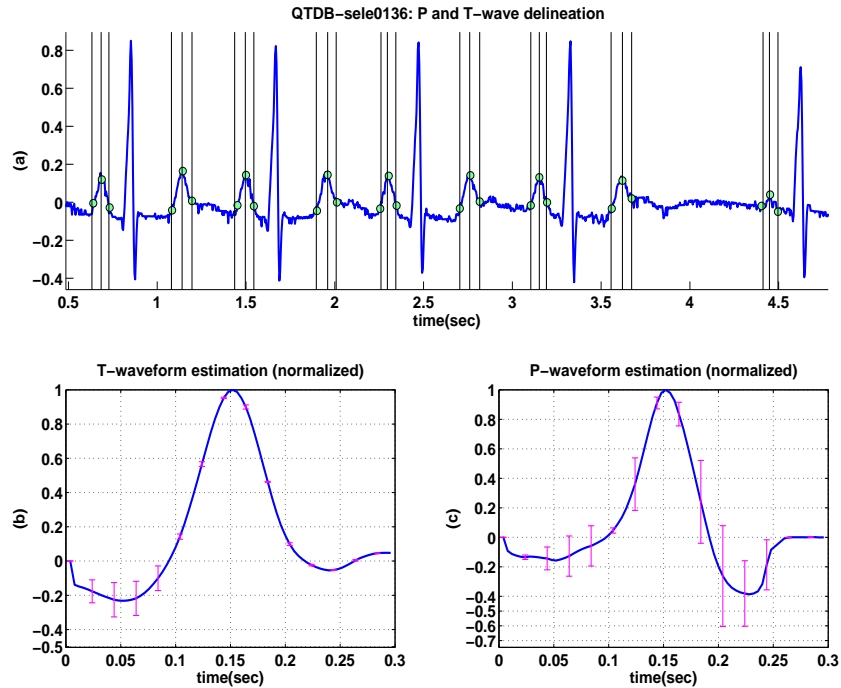 QTDB−sele0136: P and T−wave delineation
(a)
0.8
0.6
0.4
0.2
0
−0.2
−0.4
0.5 1 1.5 2 2.5 3 3.5 4 4.5
time(sec)
T−waveform estimation (normalized)
(b)
1
0.8
0.6
0.4
0.2
0
−0.2
−0.4
−0.5
0 0.05 0.1 0.15 0.2 0.25 0.3
time(sec)
P−waveform estimation (normalized)
(c)
1
0.8
0.6
0.4
0.2
0
−0.2
−0.4
−0.5
−0.6
−0.7
0 0.05 0.1 0.15 0.2 0.25 0.3
time(sec)